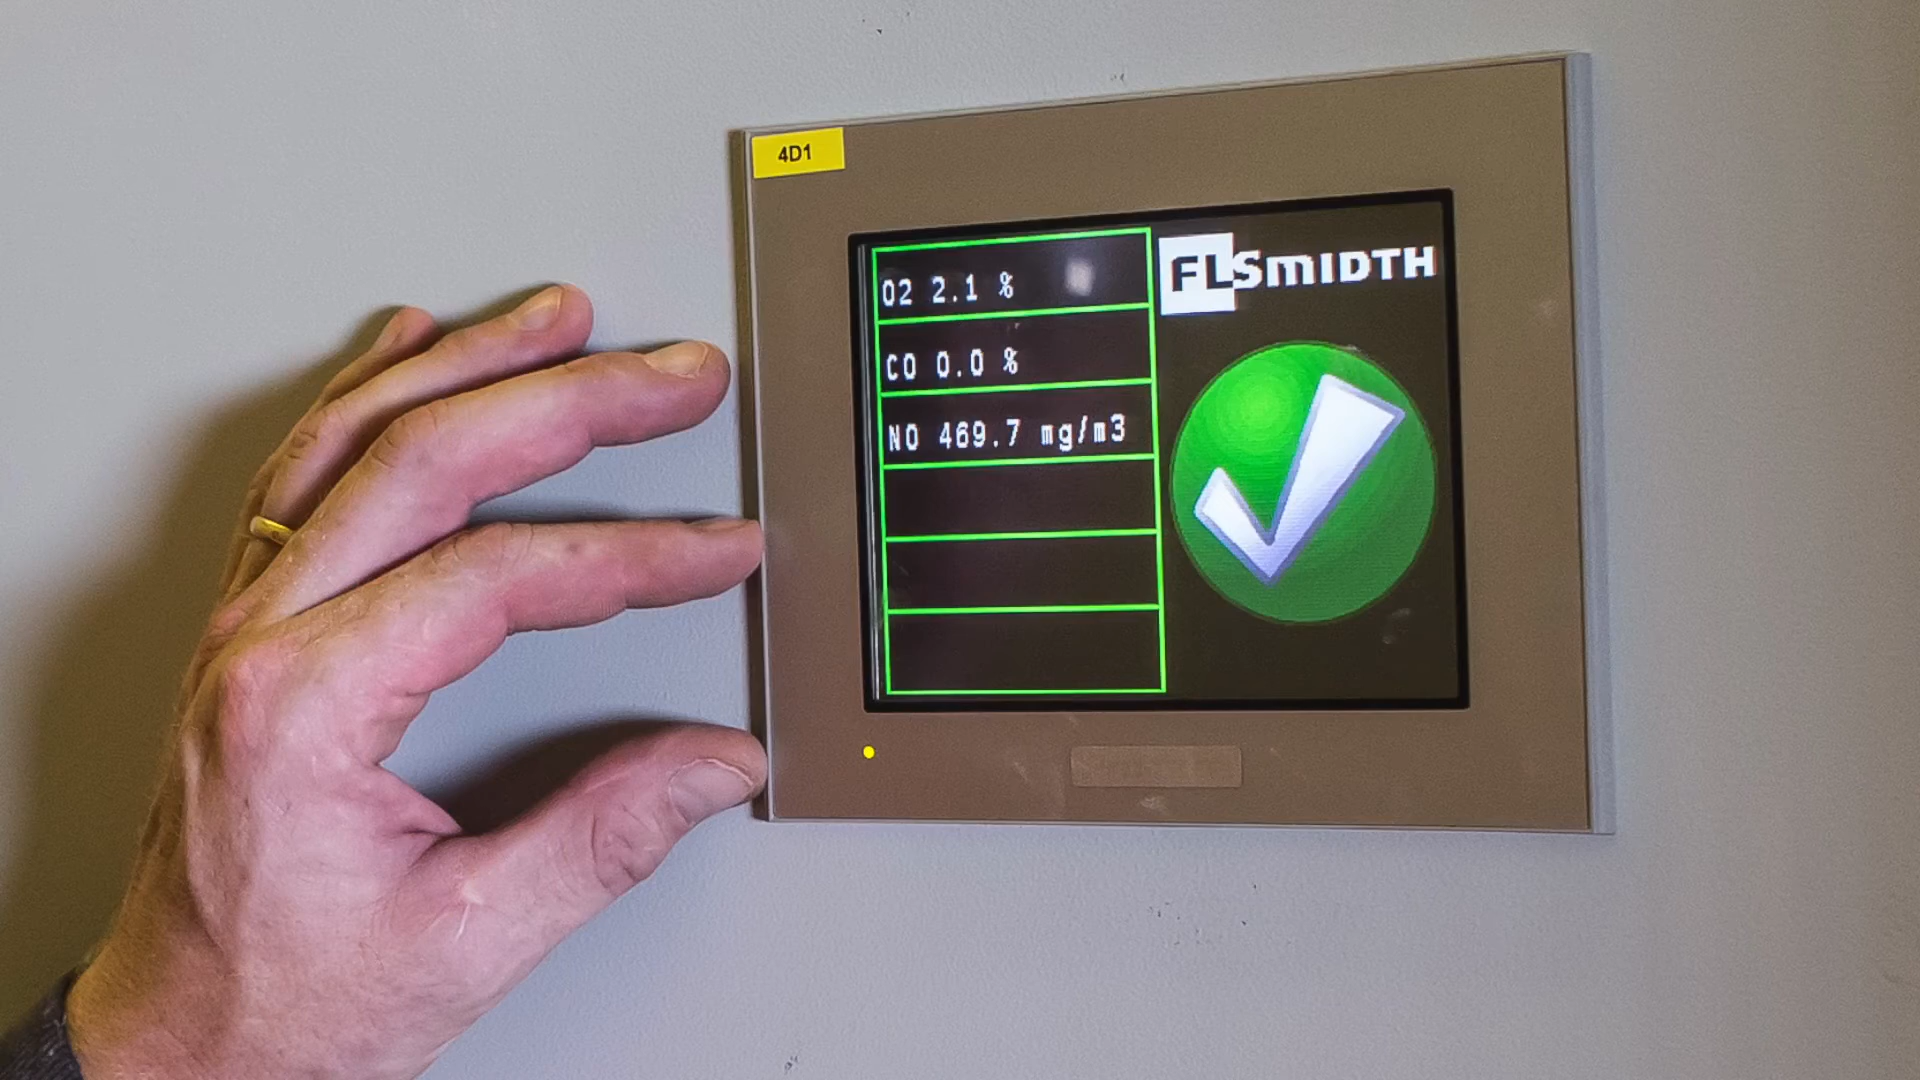 4D1
O2 2.1 %
CO 0.0 %
NO 469.7 mg/m3
FLSMIDTH